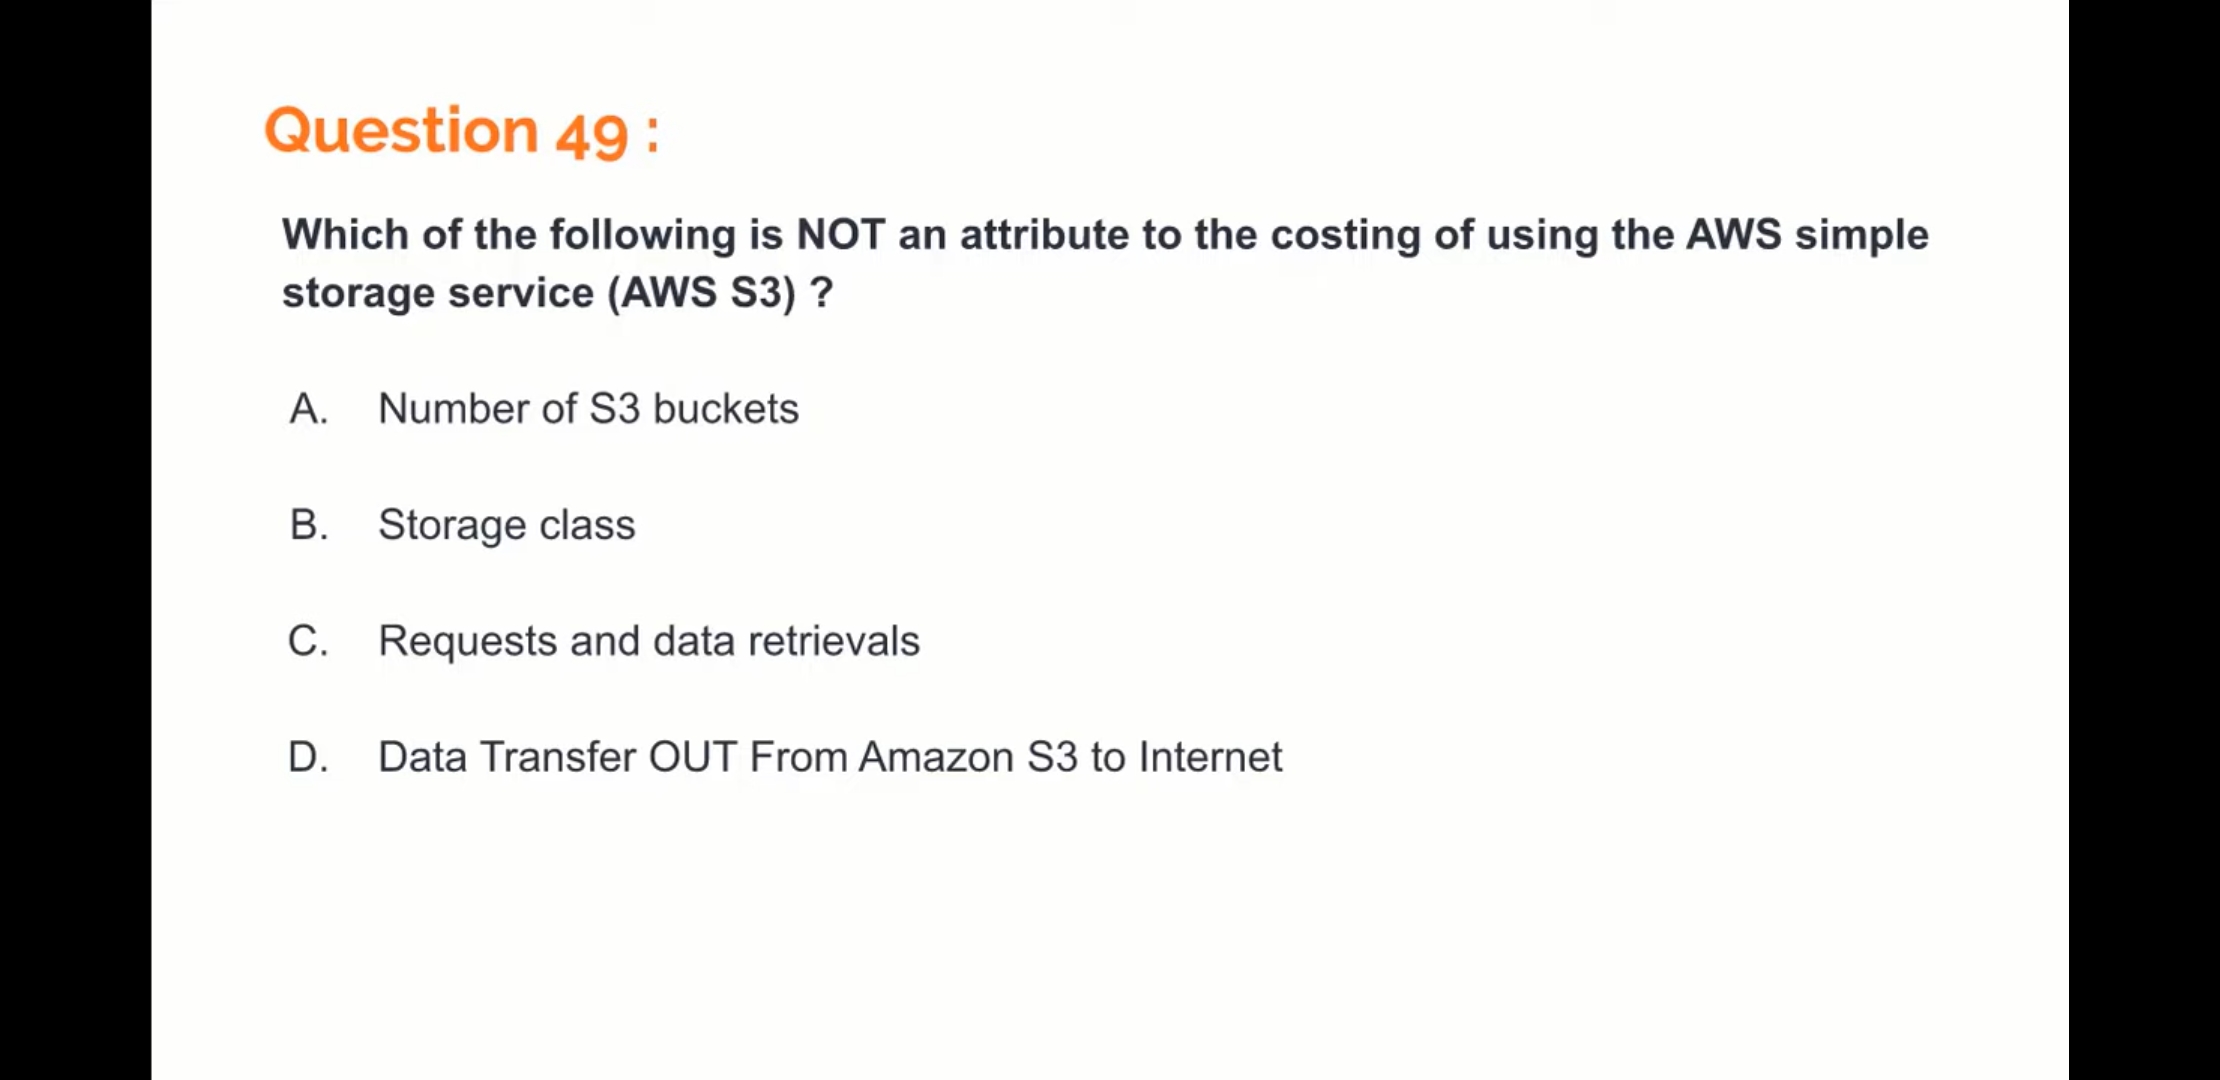 Question 49 :
Which of the following is NOT an attribute to the costing of using the AWS simple
storage service (AWS S3) ?
A. Number of S3 buckets
B. Storage class
C. Requests and data retrievals
D. Data Transfer OUT From Amazon S3 to Internet